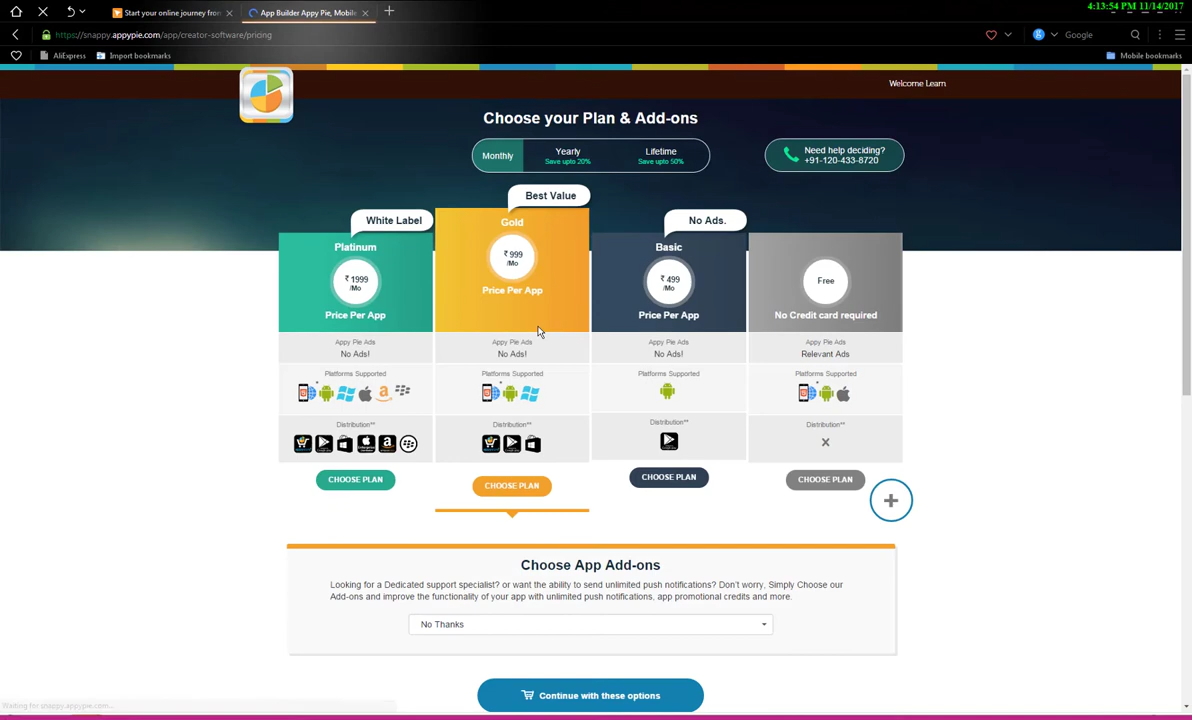 4:13:54 PM 11/14/2017
Start your online journey from
App Builder Appy Pie, Mobile
https://snappy.appypie.com/app/creator-software/pricing
Google
AliExpress
Import bookmarks
Mobile bookmarks
Welcome Learn
Choose your Plan & Add-ons
Monthly
Yearly
Save upto 20%
Lifetime
Save upto 50%
Need help deciding?
+91-120-433-8720
White Label
Best Value
No Ads.
Platinum
₹ 1999
/Mo
Price Per App
Gold
₹ 999
/Mo
Price Per App
Basic
₹ 499
/Mo
Price Per App
Free
No Credit card required
Appy Pie Ads
No Ads!
Appy Pie Ads
No Ads!
Appy Pie Ads
No Ads!
Appy Pie Ads
Relevant Ads
Platforms Supported
Platforms Supported
Platforms Supported
Platforms Supported
Distribution**
Distribution**
Distribution**
Distribution**
CHOOSE PLAN
CHOOSE PLAN
CHOOSE PLAN
CHOOSE PLAN
Choose App Add-ons
Looking for a Dedicated support specialist? or want the ability to send unlimited push notifications? Don't worry, Simply Choose our
Add-ons and improve the functionality of your app with unlimited push notifications, app promotional credits and more.
No Thanks
Continue with these options
Waiting for snappy.appypie.com...